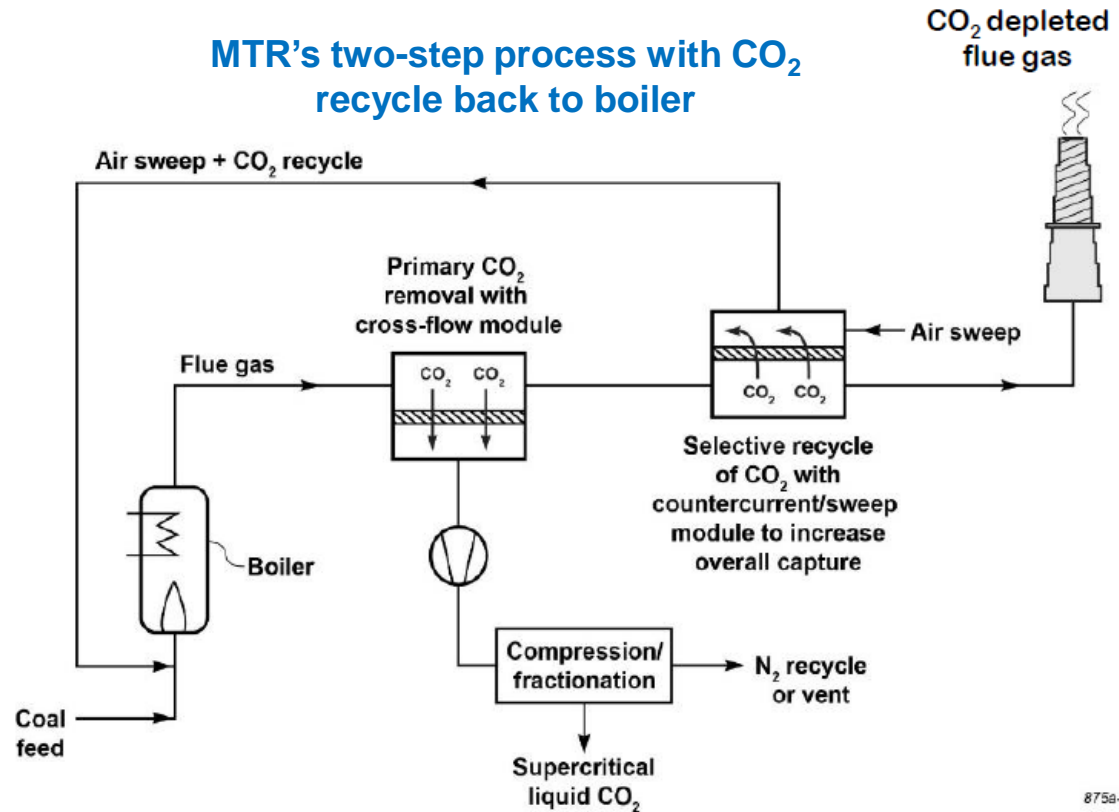 MTR's two-step process with CO₂
recycle back to boiler
CO₂ depleted
flue gas
Air sweep + CO₂ recycle
Primary CO₂
removal with
cross-flow module
Flue gas
CO₂ CO₂
CO₂ CO₂
Air sweep
Selective recycle
of CO₂ with
countercurrent/sweep
module to increase
overall capture
Boiler
Compression/
fractionation
N₂ recycle
or vent
Coal
feed
Supercritical
liquid CO₂
875a-